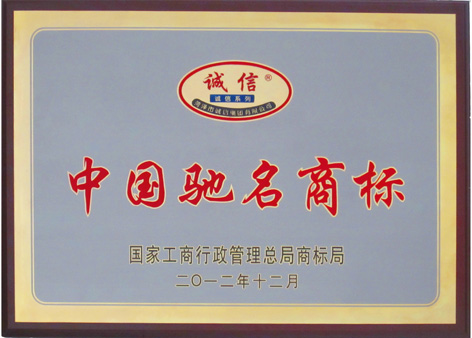 诚信®
诚信系列
中国驰名商标
国家工商行政管理总局商标局
二〇一二年十二月